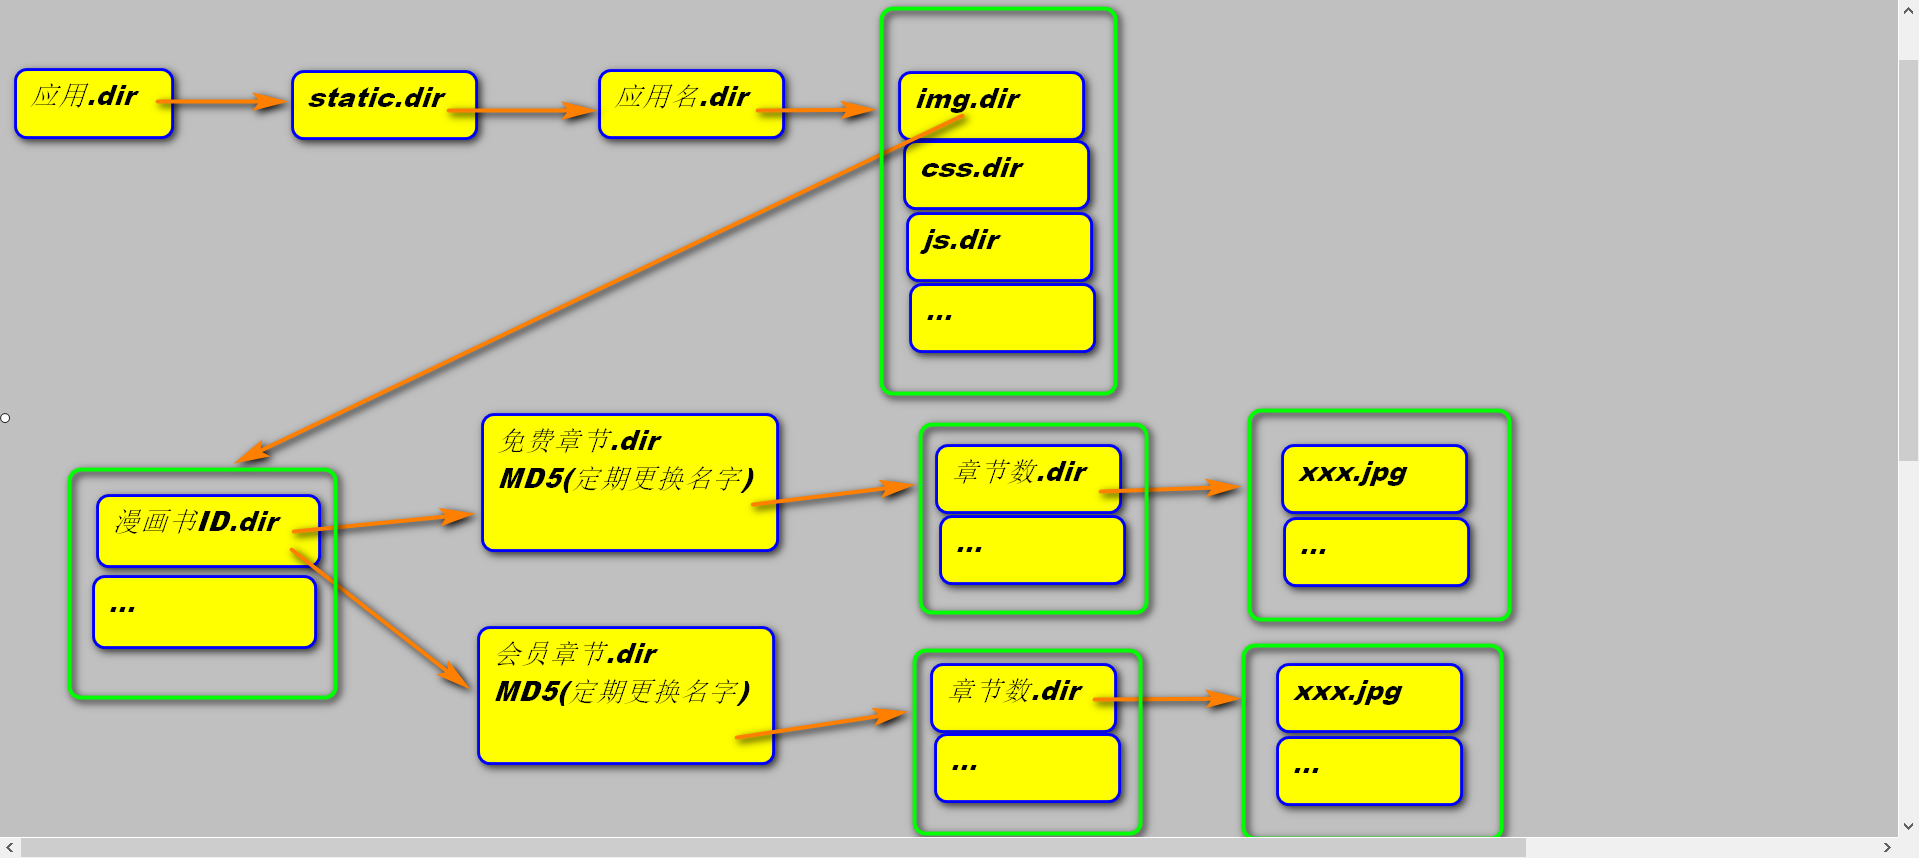 应用.dir
static.dir
应用名.dir
img.dir
css.dir
js.dir
...
漫画书ID.dir
...
免费章节.dir
MD5(定期更换名字)
章节数.dir
...
xxx.jpg
...
会员章节.dir
MD5(定期更换名字)
章节数.dir
...
xxx.jpg
...